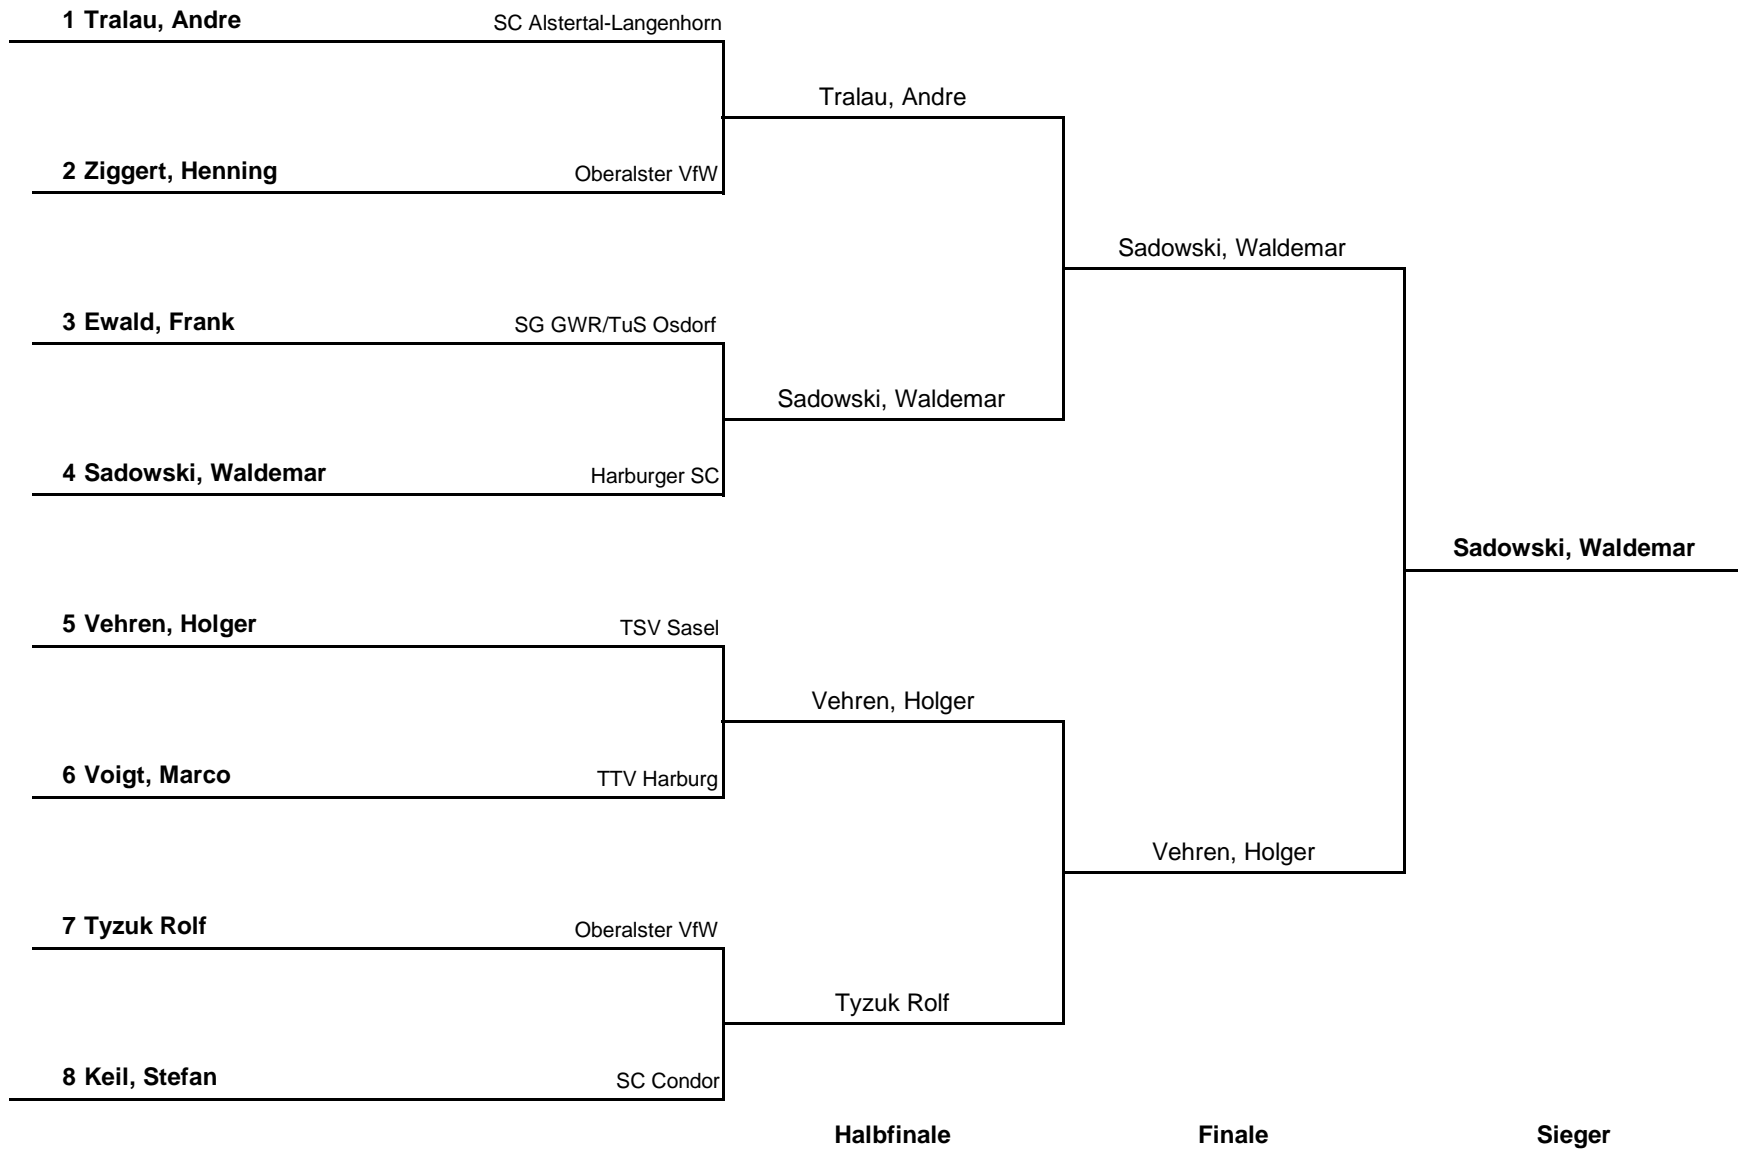 1 Tralau, Andre SC Alstertal-Langenhorn
Tralau, Andre
2 Ziggert, Henning Oberalster VfW
Sadowski, Waldemar
3 Ewald, Frank SG GWR/TuS Osdorf
Sadowski, Waldemar
4 Sadowski, Waldemar Harburger SC
Sadowski, Waldemar
5 Vehren, Holger TSV Sasel
Vehren, Holger
6 Voigt, Marco TTV Harburg
Vehren, Holger
7 Tyzuk Rolf Oberalster VfW
Tyzuk Rolf
8 Keil, Stefan SC Condor
Halbfinale Finale Sieger